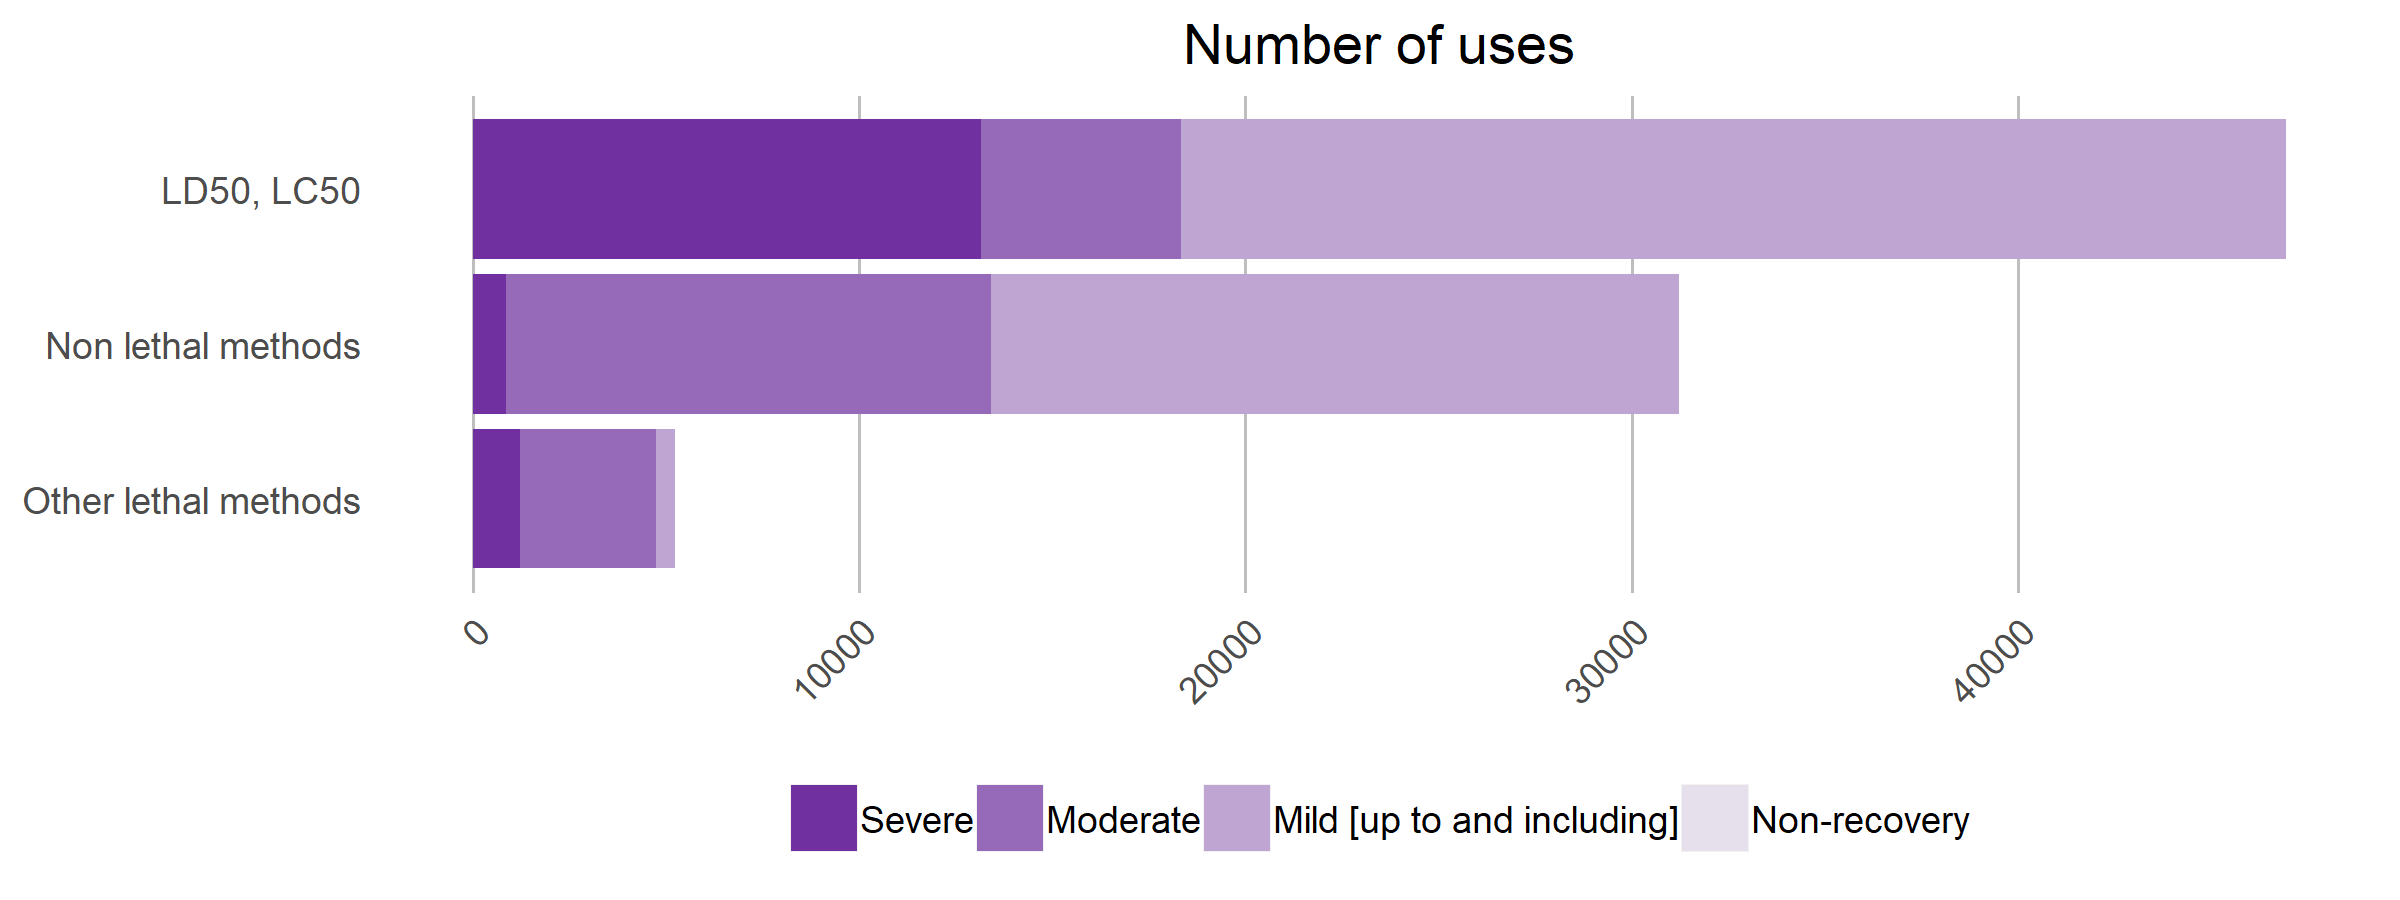 Number of uses
LD50, LC50
Non lethal methods
Other lethal methods
0
10000
20000
30000
40000
Severe
Moderate
Mild [up to and including]
Non-recovery